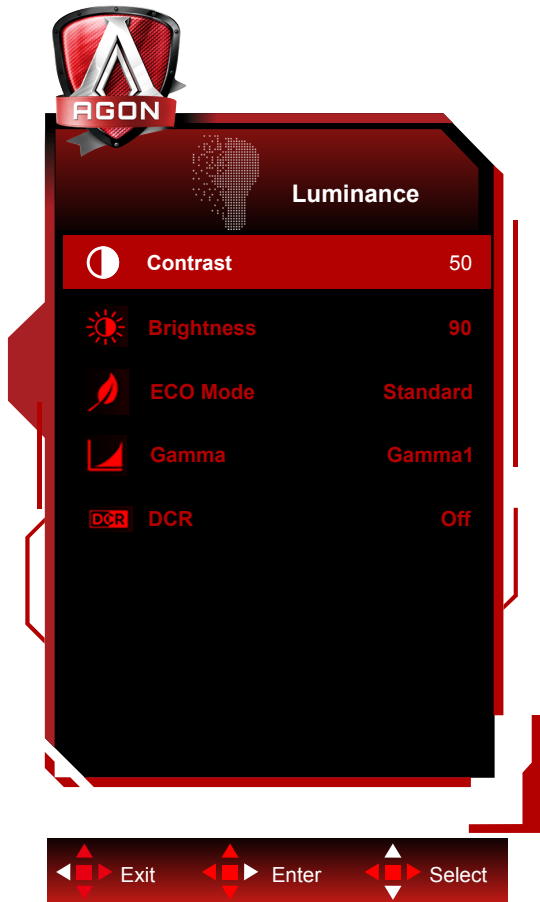 AGON
Luminance
Contrast 50
Brightness 90
ECO Mode Standard
Gamma Gamma1
DCR DCR Off
Exit Enter Select